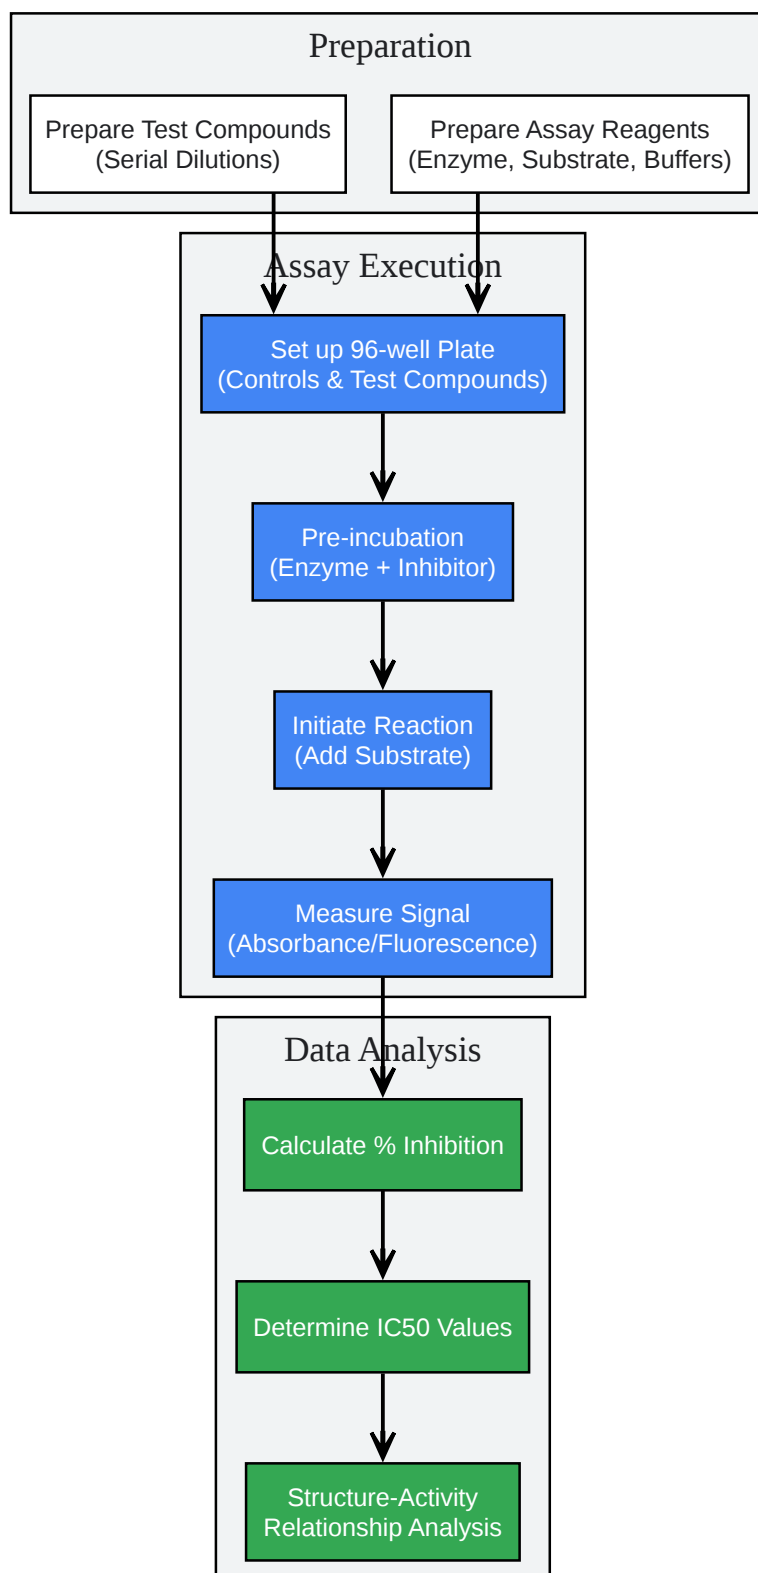 Preparation
Prepare Test Compounds
(Serial Dilutions)
Prepare Assay Reagents
(Enzyme, Substrate, Buffers)
Assay Execution
Set up 96-well Plate
(Controls & Test Compounds)
Pre-incubation
(Enzyme + Inhibitor)
Initiate Reaction
(Add Substrate)
Measure Signal
(Absorbance/Fluorescence)
Data Analysis
Calculate % Inhibition
Determine IC50 Values
Structure-Activity
Relationship Analysis